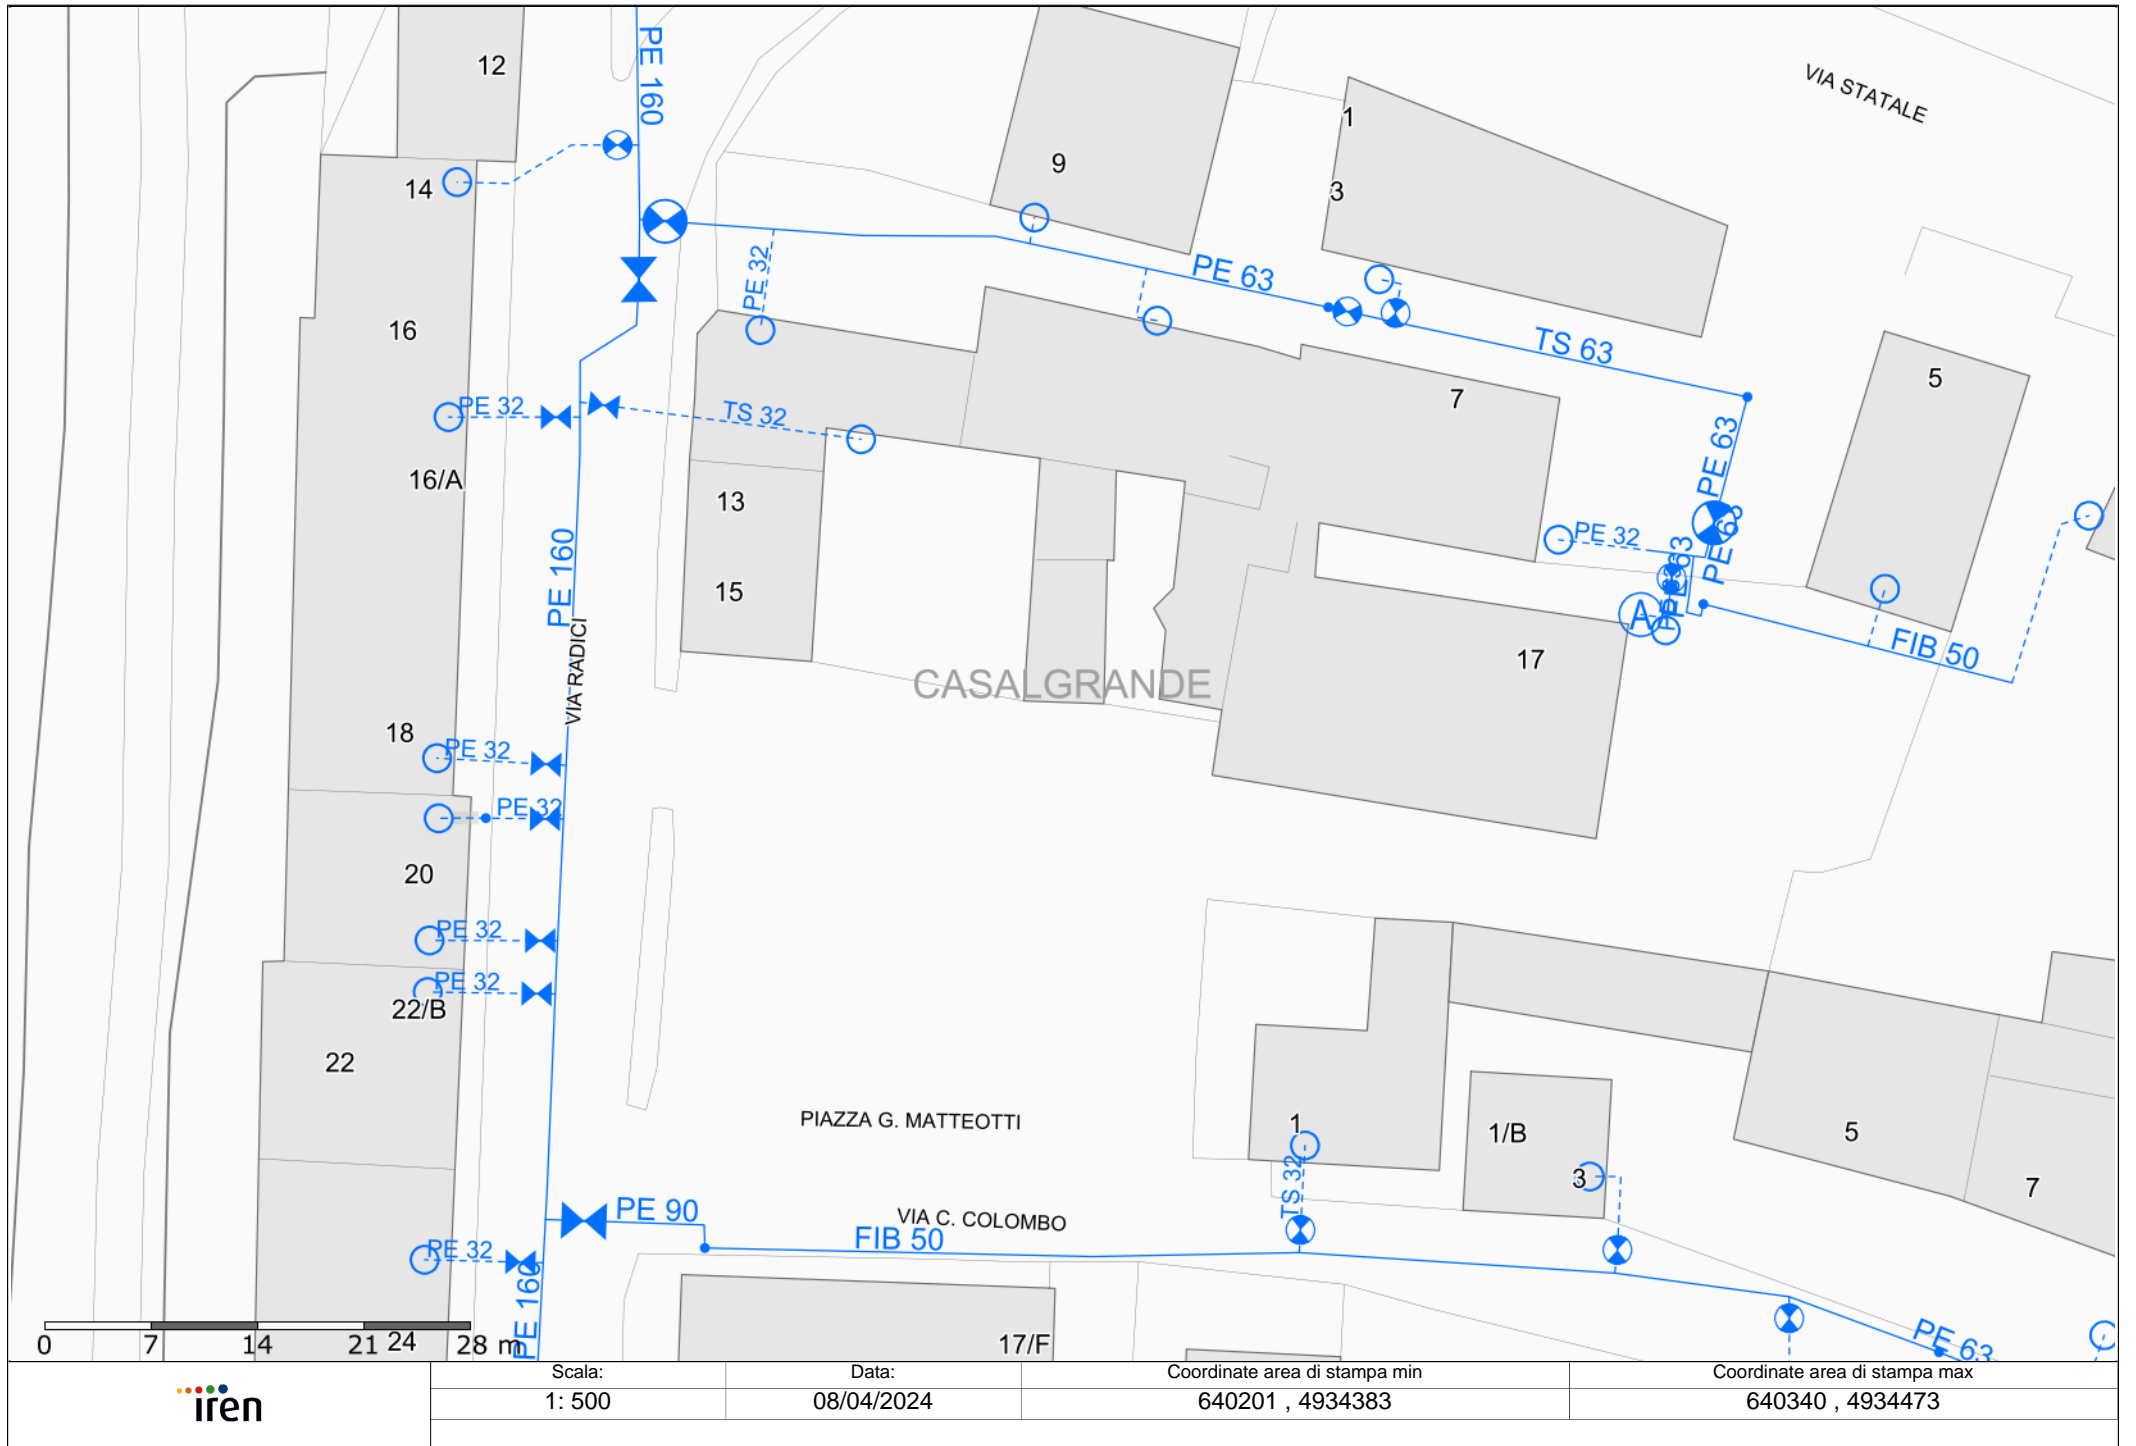 PE 160
12
VIA STATALE
1
9
14
3
PE 32
PE 63
16
TS 63
5
7
PE 32
TS 32
PE 63
16/A
13
PE 160
PE 32
PE 63
15
A
VIA RADICI
FIB 50
17
CASALGRANDE
18
PE 32
PE 32
20
PE 32
PE 32
22/B
22
PIAZZA G. MATTEOTTI
1
1/B
5
TS 32
3
7
PE 90
VIA C. COLOMBO
FIB 50
PE 32
PE 160
PE 63
0 7 14 21 28 m
24
17/F
iren
Scala:
Data:
Coordinate area di stampa min
Coordinate area di stampa max
1: 500
08/04/2024
640201 , 4934383
640340 , 4934473